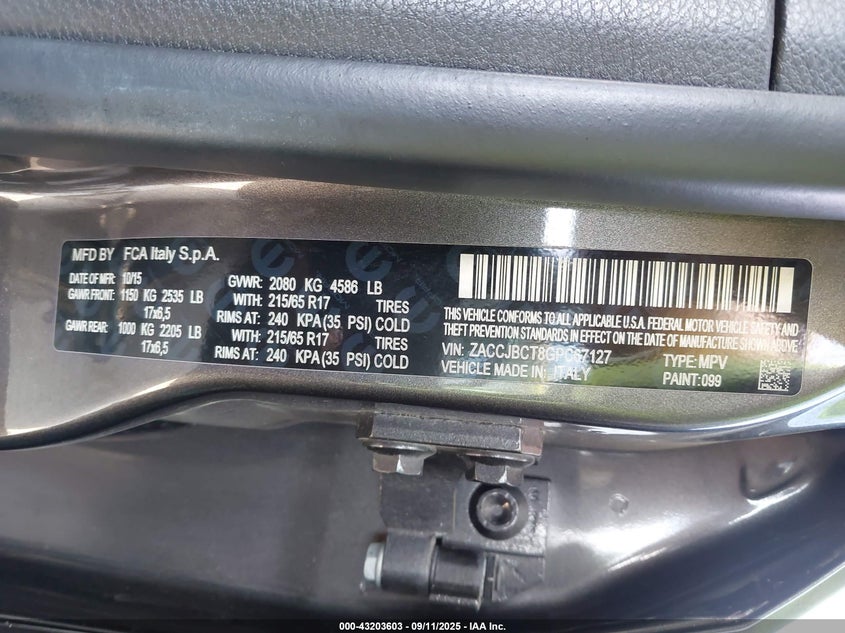 MFD BY FCA Italy S.p.A.
DATE OF MFR: 10/15 GVWR: 2080 KG 4586 LB
GAWR FRONT: 1150 KG 2535 LB WITH: 215/65 R17 TIRES
17x6,5 RIMS AT: 240 KPA (35 PSI) COLD
GAWR REAR: 1000 KG 2205 LB WITH: 215/65 R17 TIRES
17x6,5 RIMS AT: 240 KPA (35 PSI) COLD
THIS VEHICLE CONFORMS TO ALL APPLICABLE U.S.A. FEDERAL MOTOR VEHICLE SAFETY AND
THEFT PREVENTION STANDARDS IN EFFECT ON THE DATE OF MANUFACTURE SHOWN ABOVE.
VIN: ZACCJBCT8GPC67127 TYPE: MPV
VEHICLE MADE IN: ITALY PAINT: 099
000-43203603 - 09/11/2025 - IAA Inc.